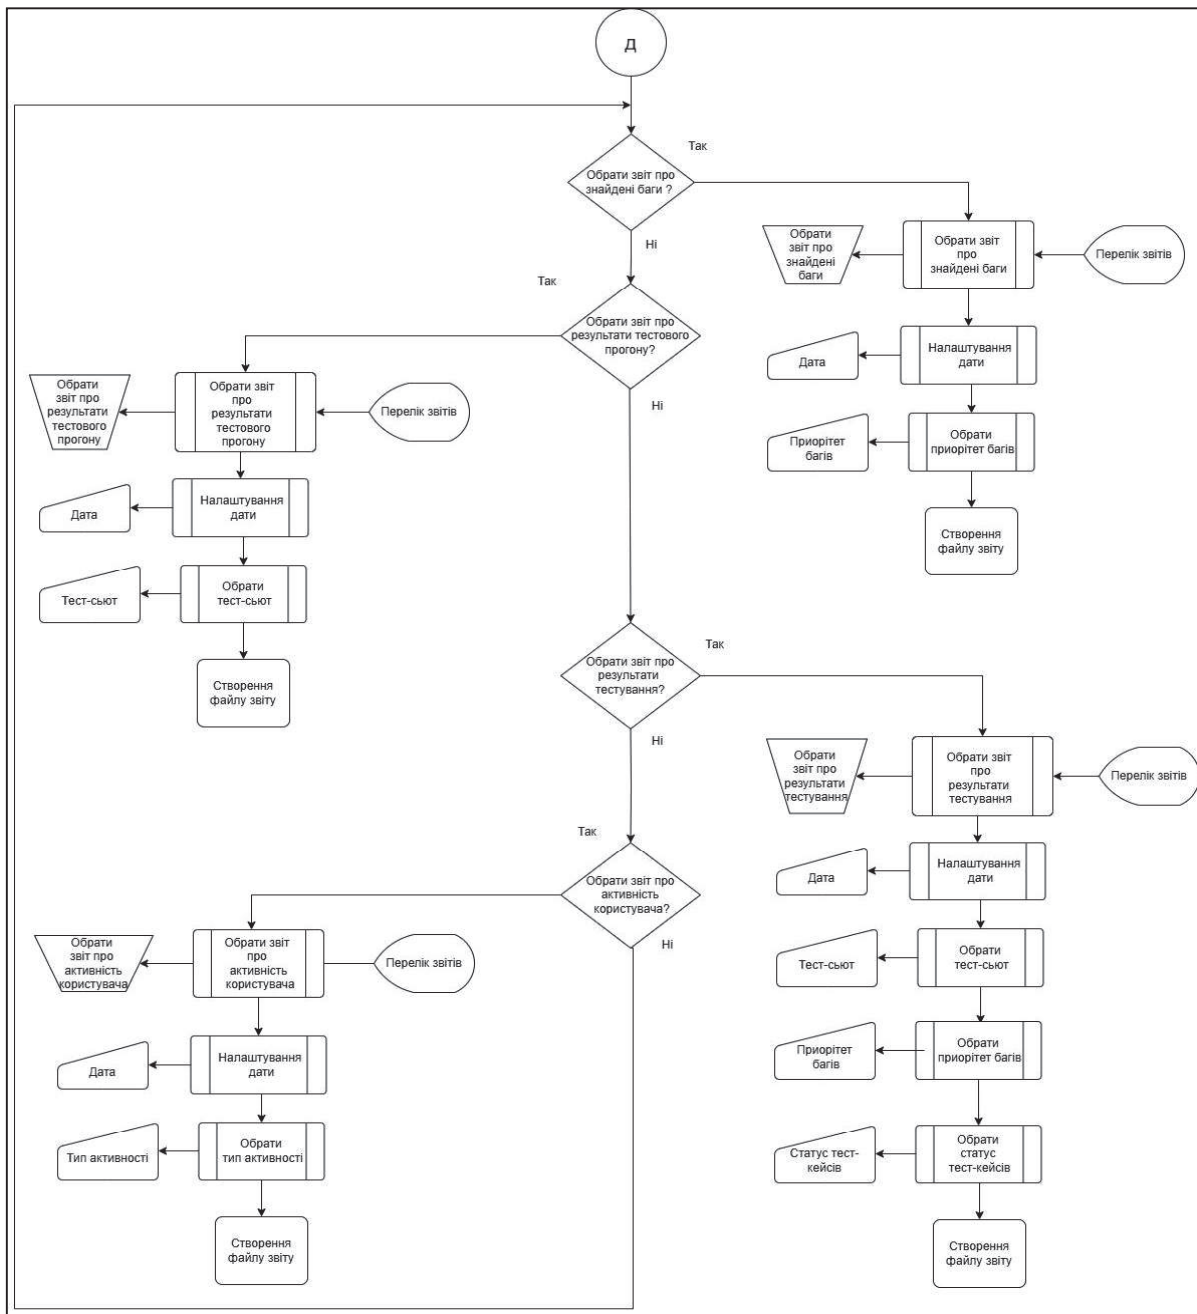 Д
Так
Обрати звіт про
знайдені баги ?
Ні
Обрати
звіт про
знайдені
баги
Обрати звіт
про
знайдені баги
Перелік звітів
Так
Обрати звіт про
результати тестового
прогону?
Ні
Дата
Налаштування
дати
Приорітет
багів
Обрати
приорітет багів
Створення
файлу звіту
Обрати
звіт про
результати
тестового
прогону
Обрати звіт
про
результати
тестового
прогону
Перелік звітів
Дата
Налаштування
дати
Тест-сьют
Обрати
тест-сьют
Створення
файлу звіту
Обрати звіт про
результати
тестування?
Так
Ні
Обрати
звіт про
результати
тестування
Обрати звіт
про
результати
тестування
Перелік звітів
Дата
Налаштування
дати
Тест-сьют
Обрати
тест-сьют
Приорітет
багів
Обрати
приорітет багів
Статус тест-
кейсів
Обрати
статус
тест-кейсів
Створення
файлу звіту
Так
Обрати звіт про
активність
користувача?
Ні
Обрати
звіт про
активність
користувача
Обрати звіт
про
активність
користувача
Перелік звітів
Дата
Налаштування
дати
Тип активності
Обрати
тип активності
Створення
файлу звіту